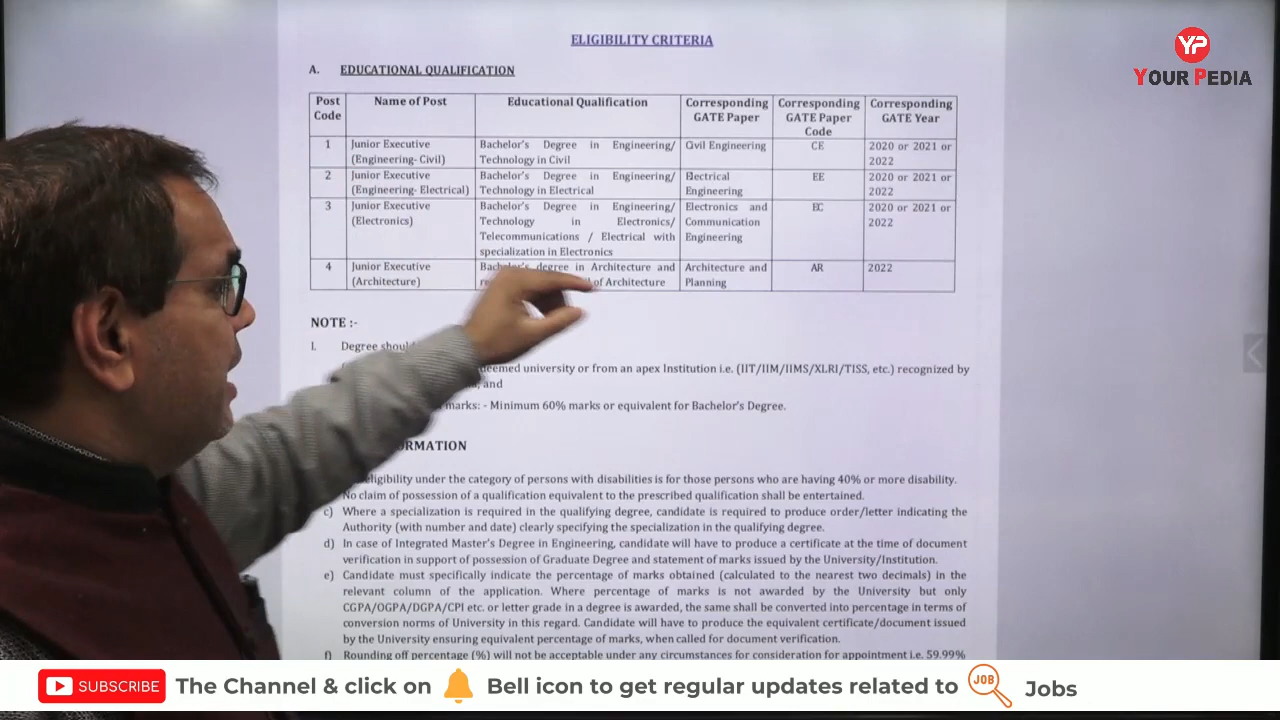 ELIGIBILITY CRITERIA
YP
YOUR PEDIA
A. EDUCATIONAL QUALIFICATION
Post Code Name of Post Educational Qualification Corresponding GATE Paper Corresponding GATE Paper Code Corresponding GATE Year
1 Junior Executive (Engineering- Civil) Bachelor's Degree in Engineering/ Technology in Civil Civil Engineering CE 2020 or 2021 or 2022
2 Junior Executive (Engineering- Electrical) Bachelor's Degree in Engineering/ Technology in Electrical Electrical Engineering EE 2020 or 2021 or 2022
3 Junior Executive (Electronics) Bachelor's Degree in Engineering/ Technology in Electronics/ Telecommunications / Electrical with specialization in Electronics Electronics and Communication Engineering EC 2020 or 2021 or 2022
4 Junior Executive (Architecture) Bachelor's degree in Architecture and of Architecture Architecture and Planning AR 2022
NOTE :-
I. Degree
deemed university or from an apex Institution i.e. (IIT/IIM/IIMS/XLRI/TISS, etc.) recognized by
and
marks: - Minimum 60% marks or equivalent for Bachelor's Degree.
eligibility under the category of persons with disabilities is for those persons who are having 40% or more disability.
No claim of possession of a qualification equivalent to the prescribed qualification shall be entertained.
c) Where a specialization is required in the qualifying degree, candidate is required to produce order/letter indicating the
Authority (with number and date) clearly specifying the specialization in the qualifying degree.
d) In case of Integrated Master's Degree in Engineering, candidate will have to produce a certificate at the time of document
verification in support of possession of Graduate Degree and statement of marks issued by the University/Institution.
e) Candidate must specifically indicate the percentage of marks obtained (calculated to the nearest two decimals) in the
relevant column of the application. Where percentage of marks is not awarded by the University but only
CGPA/OGPA/DGPA/CPI etc. or letter grade in a degree is awarded, the same shall be converted into percentage in terms of
conversion norms of University in this regard. Candidate will have to produce the equivalent certificate/document issued
by the University ensuring equivalent percentage of marks, when called for document verification.
f) Rounding off percentage (%) will not be acceptable under any circumstances for consideration for appointment i.e. 59.99%
SUBSCRIBE The Channel & click on Bell icon to get regular updates related to JOB Jobs